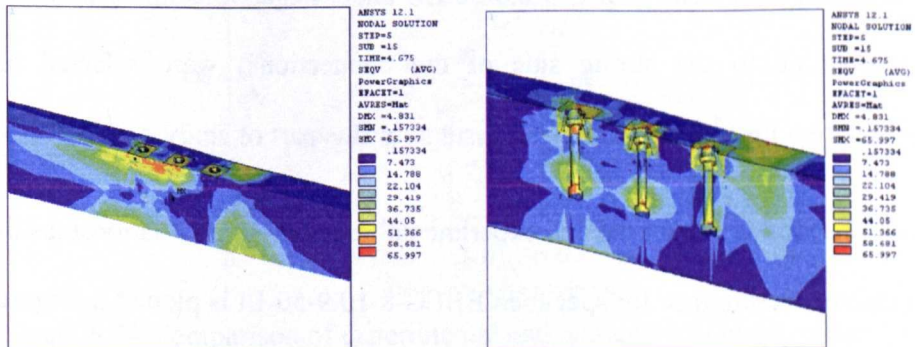 ANSYS 12.1
NODAL SOLUTION
STEP=5
SUB =15
TIME=4.675
SEQV (AVG)
PowerGraphics
EFACET=1
AVRES=Mat
DMX =4.831
SMN =.157334
SMX =65.997
.157334
7.473
14.788
22.104
29.419
36.735
44.05
51.366
58.681
65.997
ANSYS 12.1
NODAL SOLUTION
STEP=5
SUB =15
TIME=4.675
SEQV (AVG)
PowerGraphics
EFACET=1
AVRES=Mat
DMX =4.831
SMN =.157334
SMX =65.997
.157334
7.473
14.788
22.104
29.419
36.735
44.05
51.366
58.681
65.997